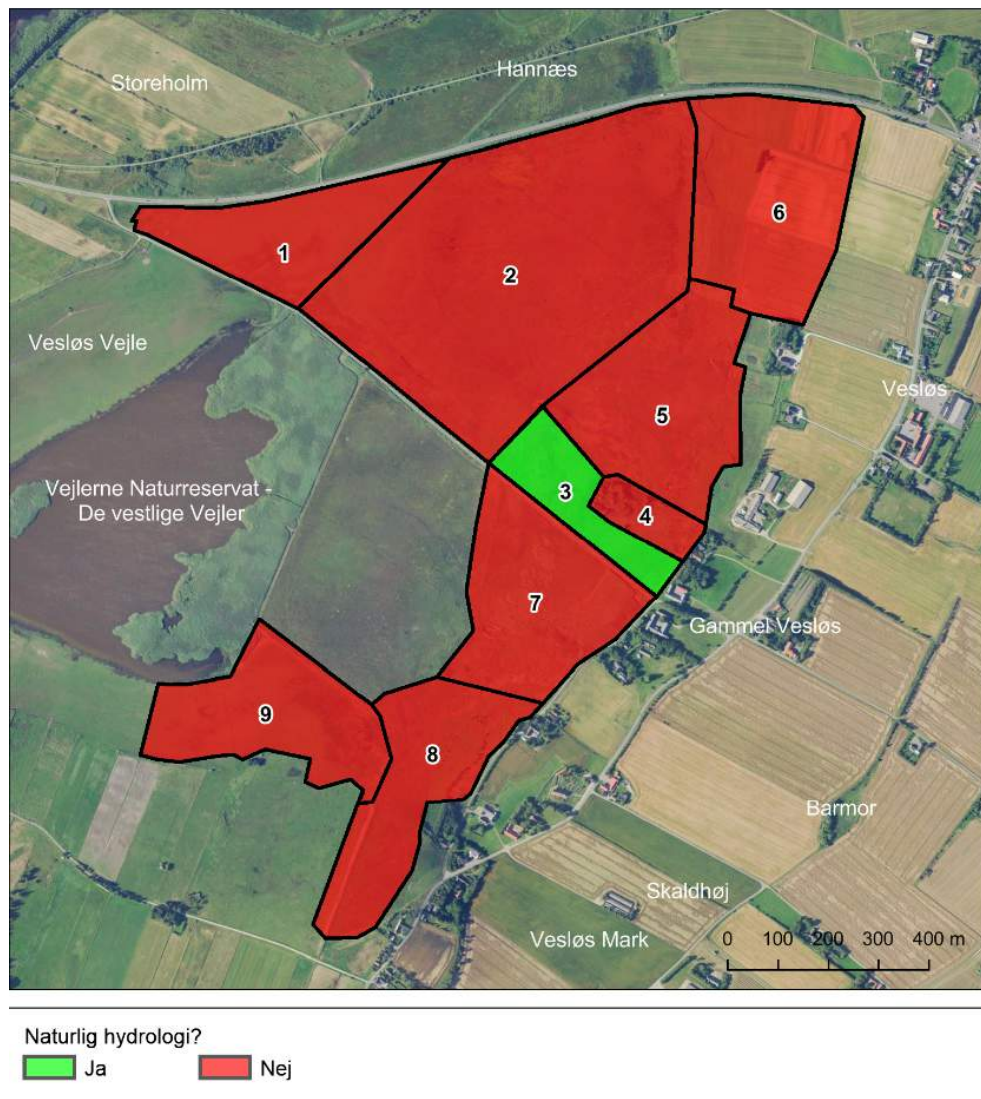 Hannæs
Storeholm
6
1
2
Vesløs Vejle
Vesløs
5
Vejlerne Naturreservat -
De vestlige Vejler
3
4
7
Gammel Vesløs
9
8
Barmor
Skaldhøj
Vesløs Mark
0 100 200 300 400 m
Naturlig hydrologi?
Ja Nej